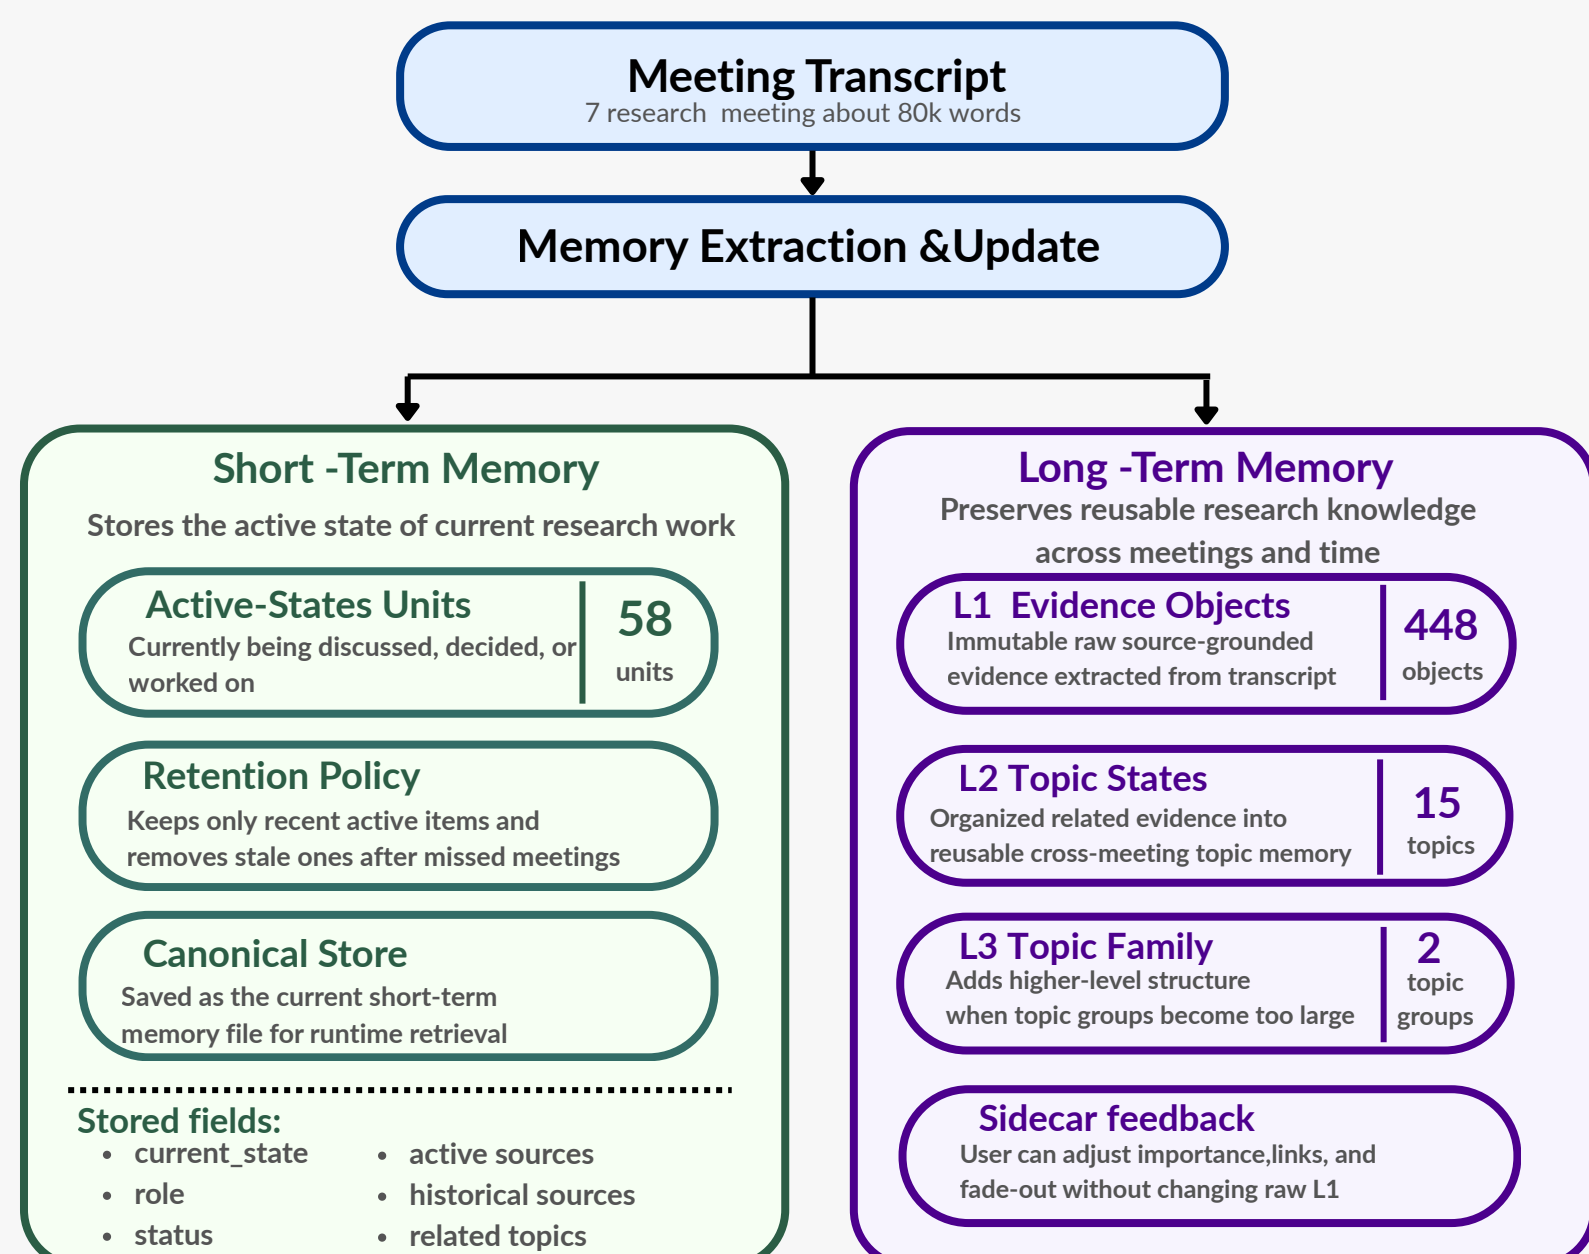 Meeting Transcript
7 research  meeting about 80k words
Memory Extraction &Update
Short -Term Memory
Stores the active state of current research work
Active-States Units
Currently being discussed, decided, or
worked on
58
units
Retention Policy
Keeps only recent active items and
removes stale ones after missed meetings
Canonical Store
Saved as the current short-term
memory file for runtime retrieval
Stored fields:
• current_state
• role
• status
• active sources
• historical sources
• related topics
Long -Term Memory
Preserves reusable research knowledge
across meetings and time
L1  Evidence Objects
Immutable raw source-grounded
evidence extracted from transcript
448
objects
L2 Topic States
Organized related evidence into
reusable cross-meeting topic memory
15
topics
L3 Topic Family
Adds higher-level structure
when topic groups become too large
2
topic
groups
Sidecar feedback
User can adjust importance,links, and
fade-out without changing raw L1